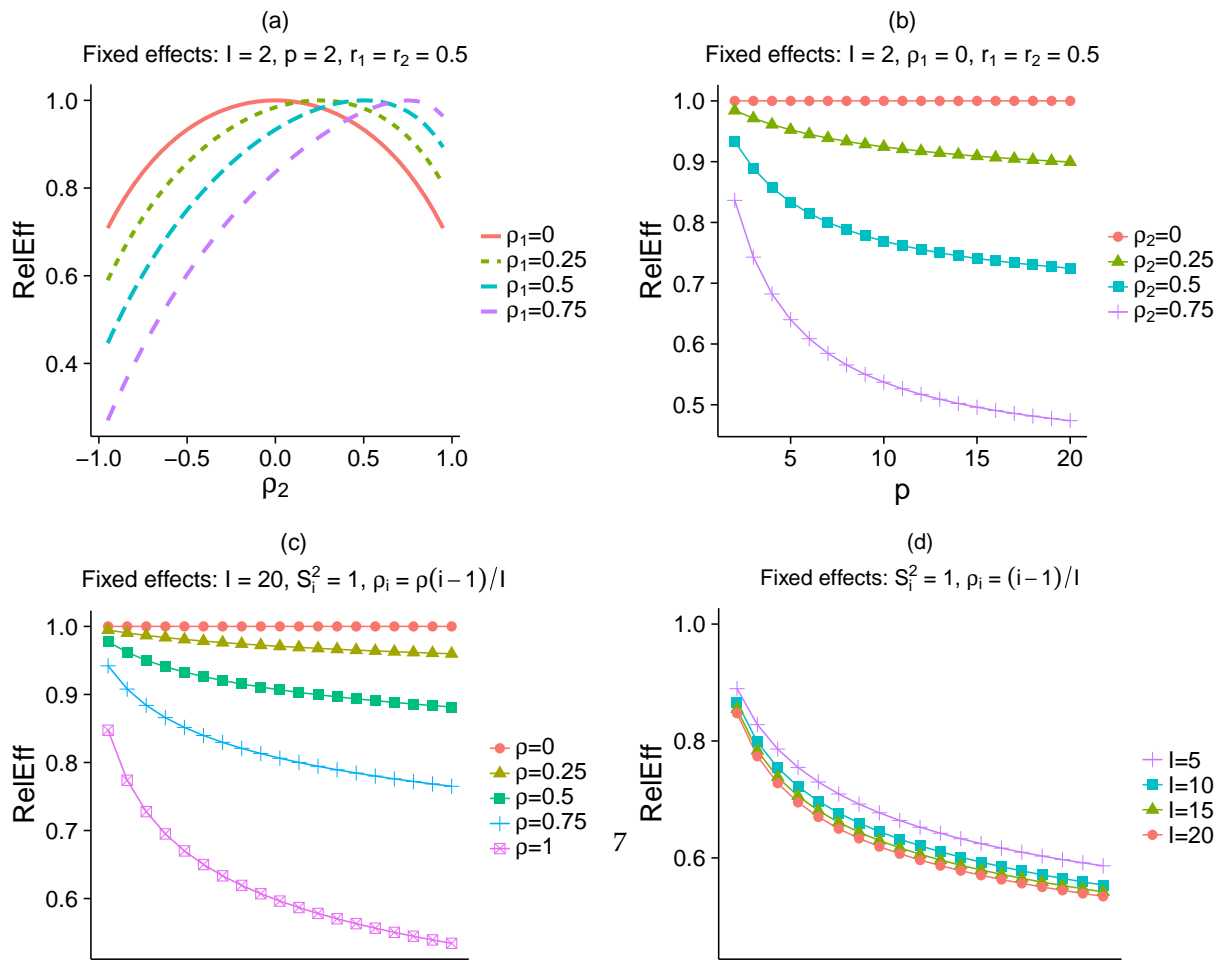 (a)
Fixed effects: I = 2, p = 2, r₁ = r₂ = 0.5
RelEff
1.0
0.8
0.6
0.4
−1.0 −0.5 0.0 0.5 1.0
ρ₂
ρ₁=0
ρ₁=0.25
ρ₁=0.5
ρ₁=0.75
(b)
Fixed effects: I = 2, ρ₁ = 0, r₁ = r₂ = 0.5
RelEff
1.0
0.9
0.8
0.7
0.6
0.5
5 10 15 20
p
ρ₂=0
ρ₂=0.25
ρ₂=0.5
ρ₂=0.75
(c)
Fixed effects: I = 20, Sᵢ² = 1, ρᵢ = ρ(i−1)/I
RelEff
1.0
0.9
0.8
0.7
0.6
ρ=0
ρ=0.25
ρ=0.5
ρ=0.75
ρ=1
7
(d)
Fixed effects: Sᵢ² = 1, ρᵢ = (i−1)/I
RelEff
1.0
0.8
0.6
I=5
I=10
I=15
I=20